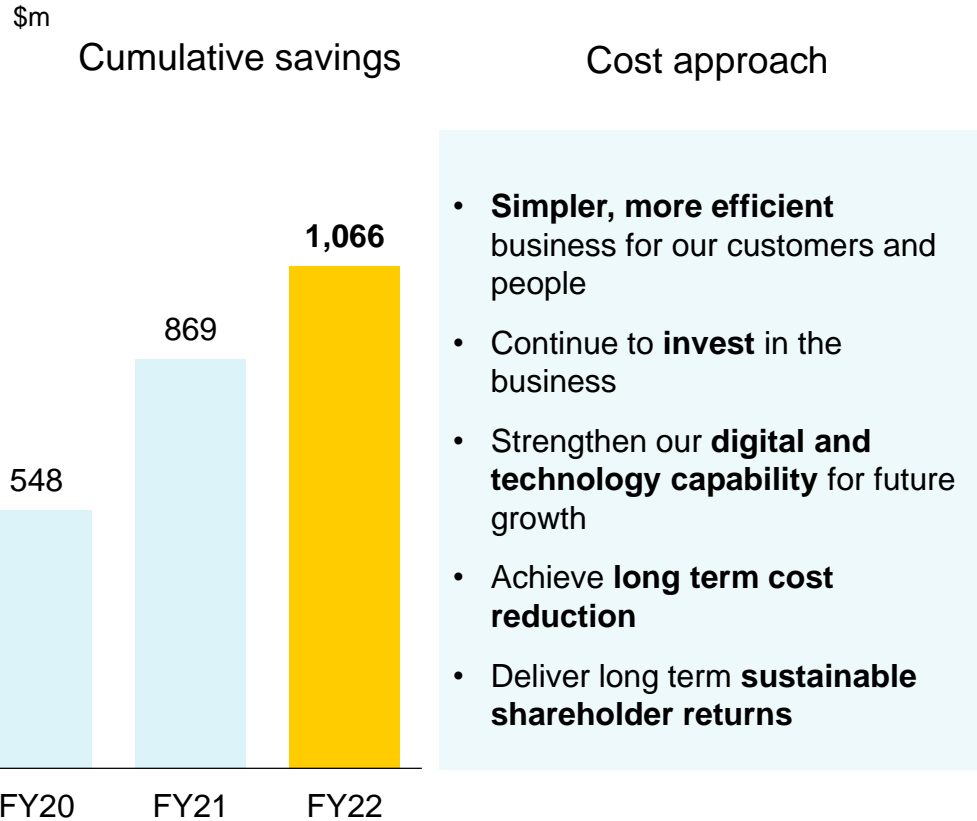 $m
Cumulative savings
548
869
1,066
FY20
FY21
FY22
Cost approach
• Simpler, more efficient
business for our customers and
people
• Continue to invest in the
business
• Strengthen our digital and
technology capability for future
growth
• Achieve long term cost
reduction
• Deliver long term sustainable
shareholder returns